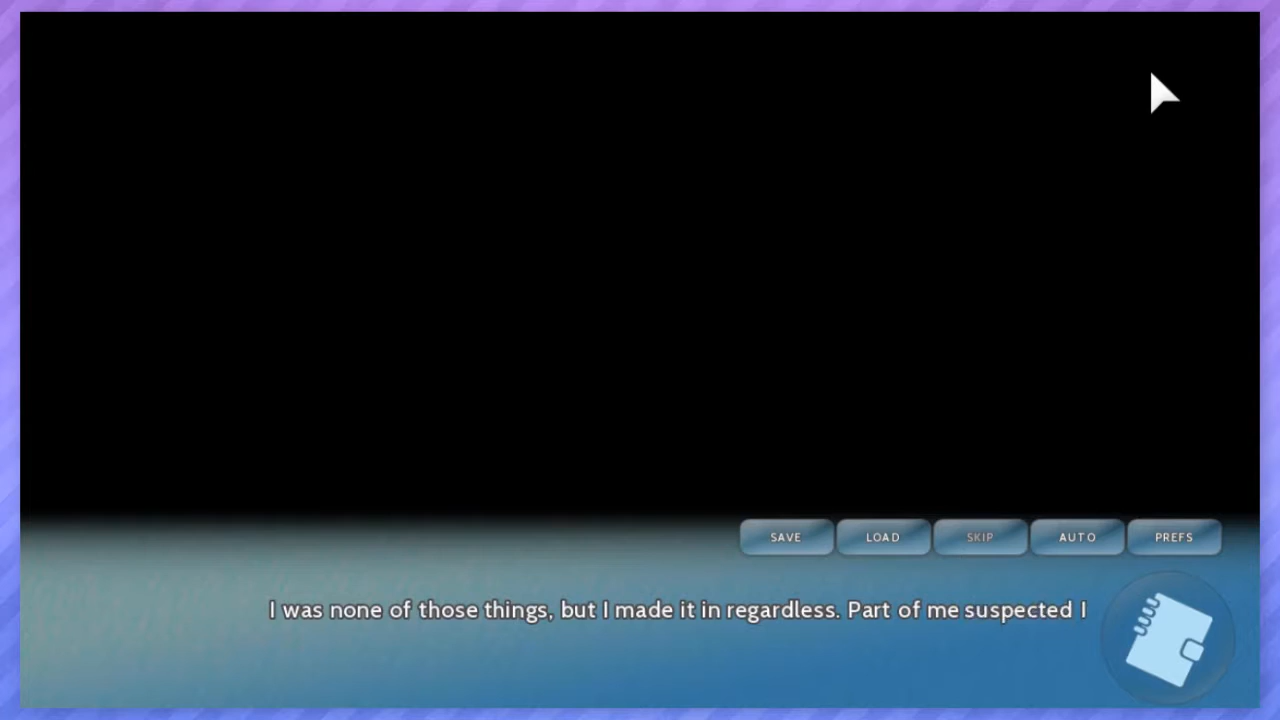 SAVE LOAD SKIP AUTO PREFS
I was none of those things, but I made it in regardless. Part of me suspected I